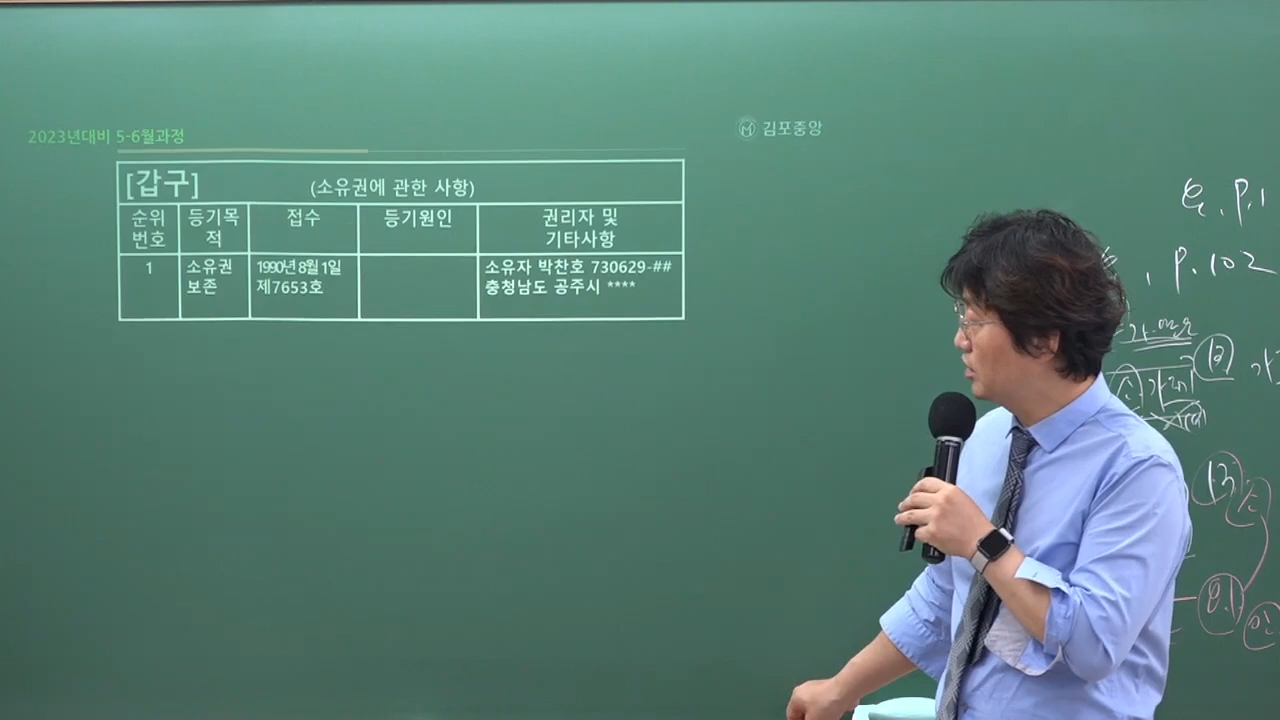 2023년대비 5-6월과정
김포중앙
[갑구] (소유권에 관한 사항)
순위
번호
등기목
적
접수
등기원인
권리자 및
기타사항
1
소유권
보존
1990년 8월 1일
제7653호
소유자 박찬호 730629-##
충청남도 공주시 ****
P.1
P.102
13